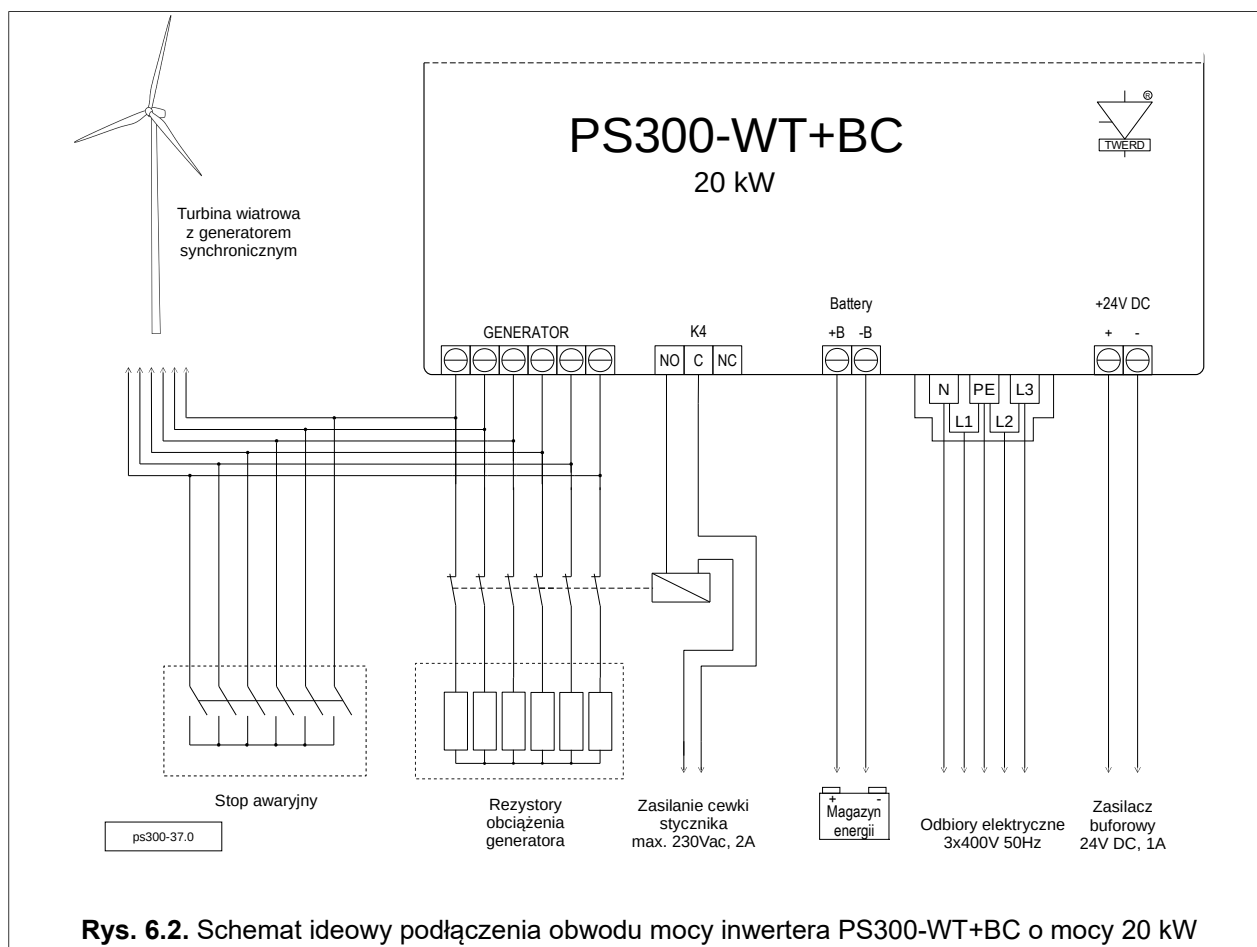 PS300-WT+BC
20 kW
®
TWERD
Turbina wiatrowa
z generatorem
synchronicznym
GENERATOR
K4
NO C NC
Battery
+B -B
+24V DC
+ -
N PE L3
L1 L2
Stop awaryjny
ps300-37.0
Rezystory
obciążenia
generatora
Zasilanie cewki
stycznika
max. 230Vac, 2A
+ -
Magazyn
energii
Odbiory elektryczne
3x400V 50Hz
Zasilacz
buforowy
24V DC, 1A
Rys. 6.2. Schemat ideowy podłączenia obwodu mocy inwertera PS300-WT+BC o mocy 20 kW